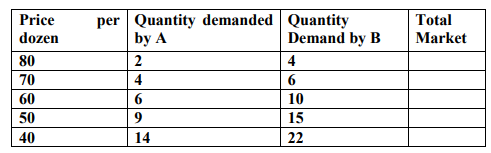 Price per dozen | Quantity demanded by A | Quantity Demand by B | Total Market
80 | 2 | 4 |
70 | 4 | 6 |
60 | 6 | 10 |
50 | 9 | 15 |
40 | 14 | 22 |